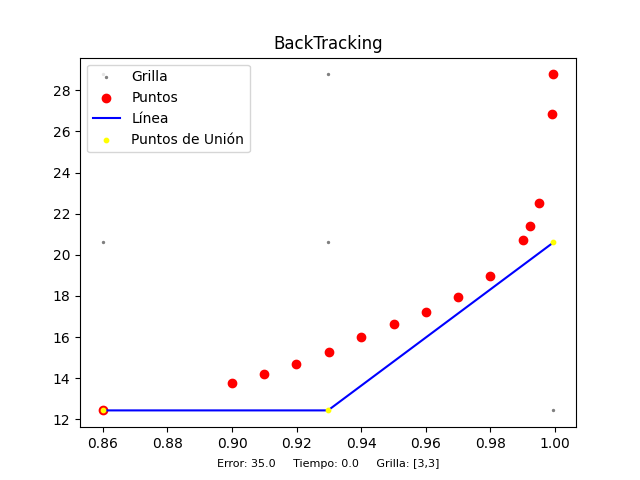 BackTracking
Grilla
Puntos
Línea
Puntos de Unión
28
26
24
22
20
18
16
14
12
0.86 0.88 0.90 0.92 0.94 0.96 0.98 1.00
Error: 35.0 Tiempo: 0.0 Grilla: [3,3]